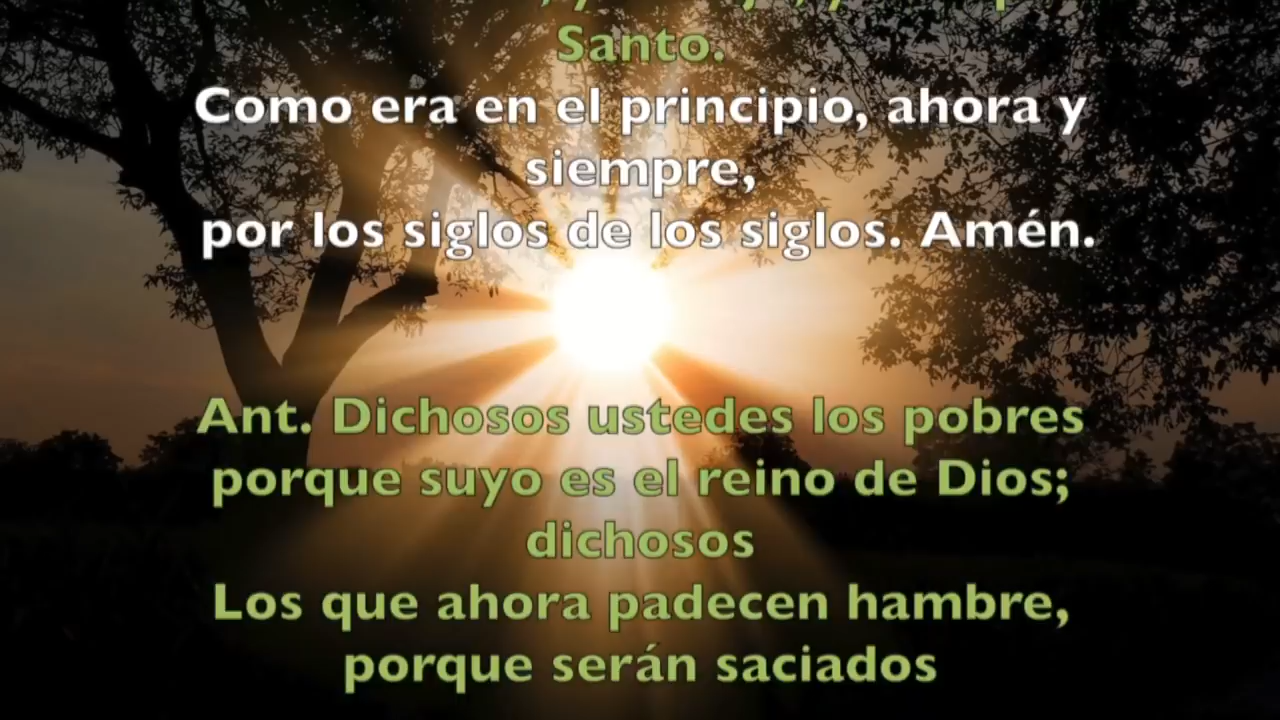 Santo.
Como era en el principio, ahora y
siempre,
por los siglos de los siglos. Amén.
Ant. Dichosos ustedes los pobres
porque suyo es el reino de Dios;
dichosos
Los que ahora padecen hambre,
porque serán saciados